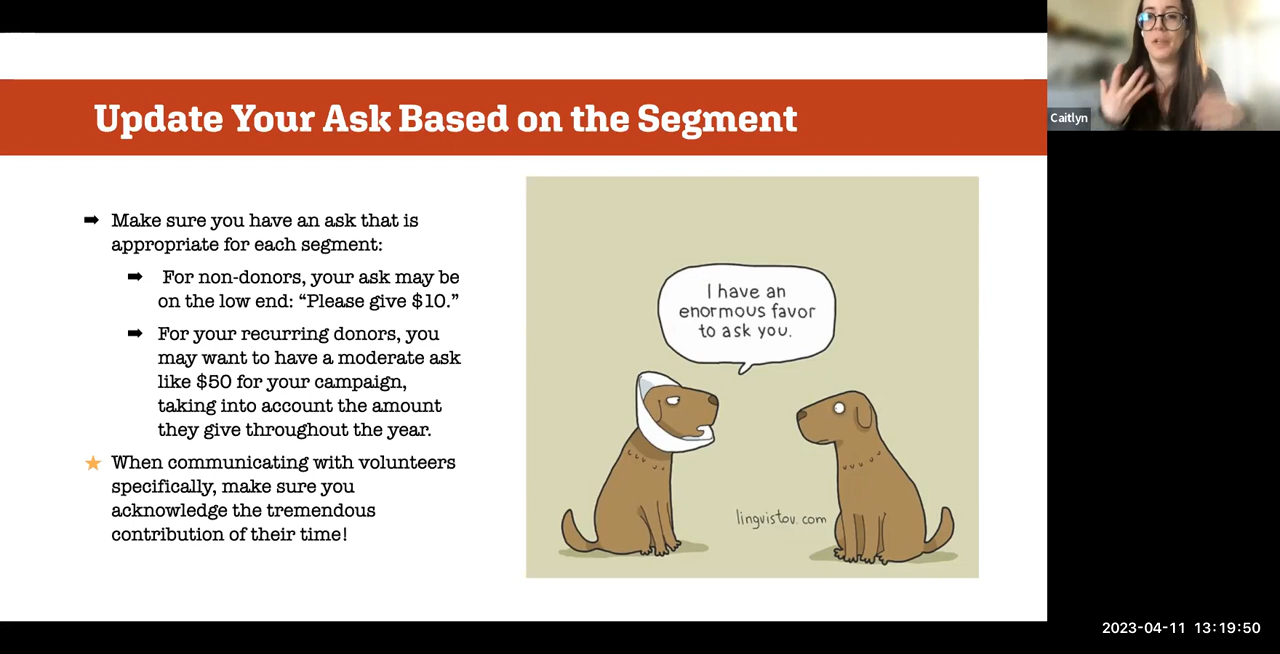 Update Your Ask Based on the Segment
➡ Make sure you have an ask that is
appropriate for each segment:
➡ For non-donors, your ask may be
on the low end: “Please give $10.”
➡ For your recurring donors, you
may want to have a moderate ask
like $50 for your campaign,
taking into account the amount
they give throughout the year.
★ When communicating with volunteers
specifically, make sure you
acknowledge the tremendous
contribution of their time!
I have an
enormous favor
to ask you.
lingvistov.com
Caitlyn
2023-04-11 13:19:50